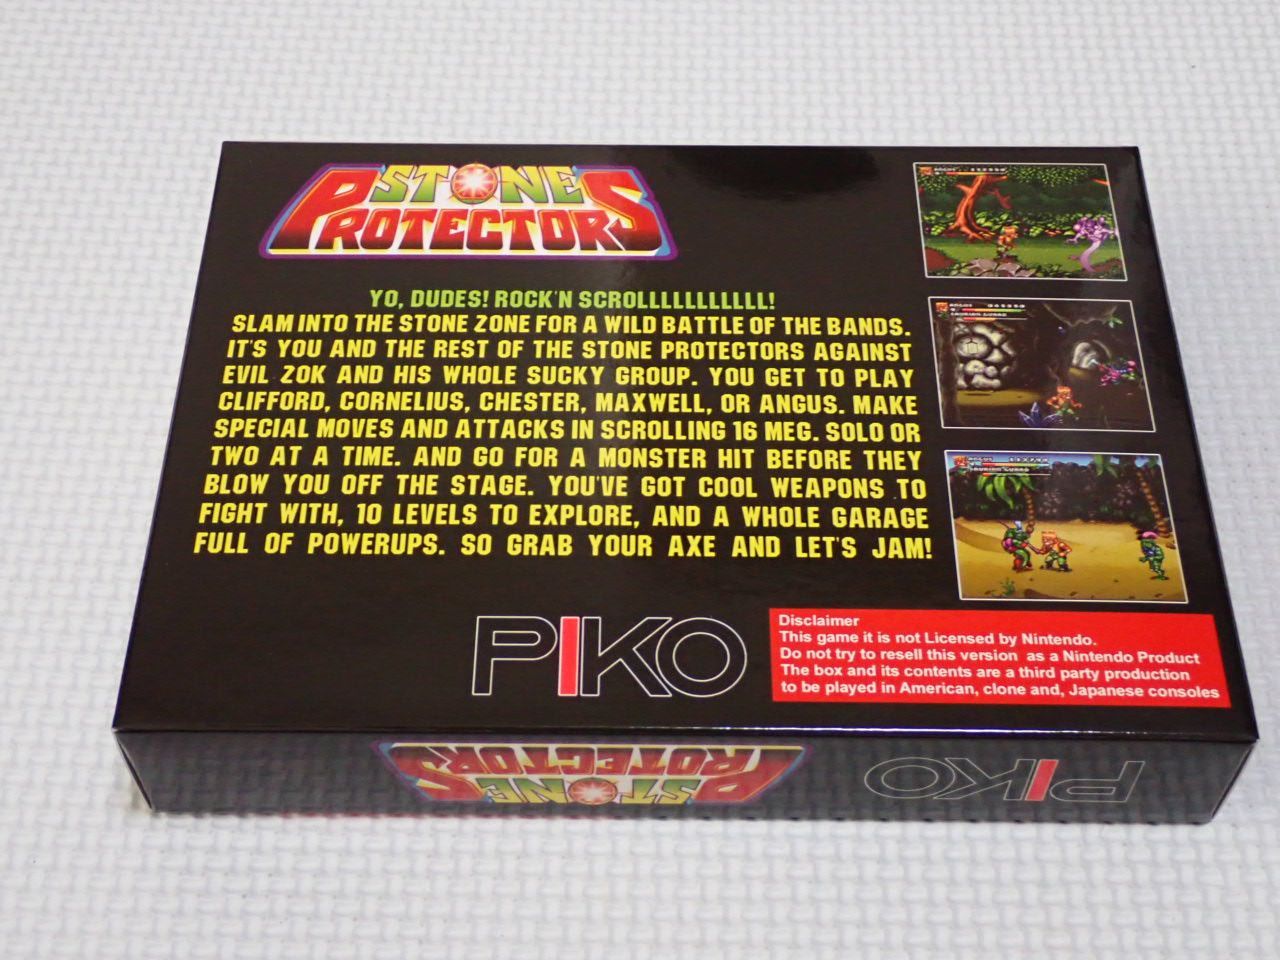 STONE
PROTECTORS
YO, DUDES! ROCK'N SCROLLLLLLLLLLL!
SLAM INTO THE STONE ZONE FOR A WILD BATTLE OF THE BANDS.
IT'S YOU AND THE REST OF THE STONE PROTECTORS AGAINST
EVIL ZOK AND HIS WHOLE SUCKY GROUP. YOU GET TO PLAY
CLIFFORD, CORNELIUS, CHESTER, MAXWELL, OR ANGUS. MAKE
SPECIAL MOVES AND ATTACKS IN SCROLLING 16 MEG. SOLO OR
TWO AT A TIME. AND GO FOR A MONSTER HIT BEFORE THEY
BLOW YOU OFF THE STAGE. YOU'VE GOT COOL WEAPONS TO
FIGHT WITH, 10 LEVELS TO EXPLORE, AND A WHOLE GARAGE
FULL OF POWERUPS. SO GRAB YOUR AXE AND LET'S JAM!
PIKO
Disclaimer
This game it is not Licensed by Nintendo.
Do not try to resell this version as a Nintendo Product
The box and its contents are a third party production
to be played in American, clone and, Japanese consoles
STONE
PROTECTORS
PIKO